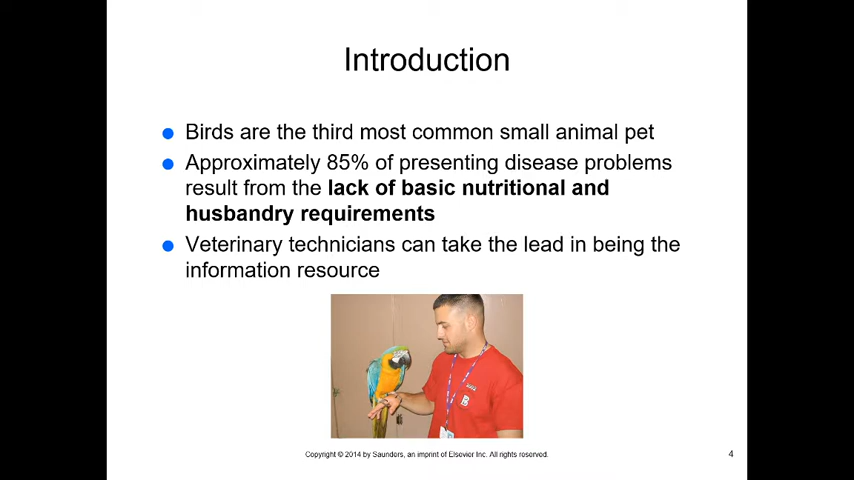 Introduction
Birds are the third most common small animal pet
Approximately 85% of presenting disease problems
result from the lack of basic nutritional and
husbandry requirements
Veterinary technicians can take the lead in being the
information resource
B
Copyright © 2014 by Saunders, an imprint of Elsevier Inc. All rights reserved.
4